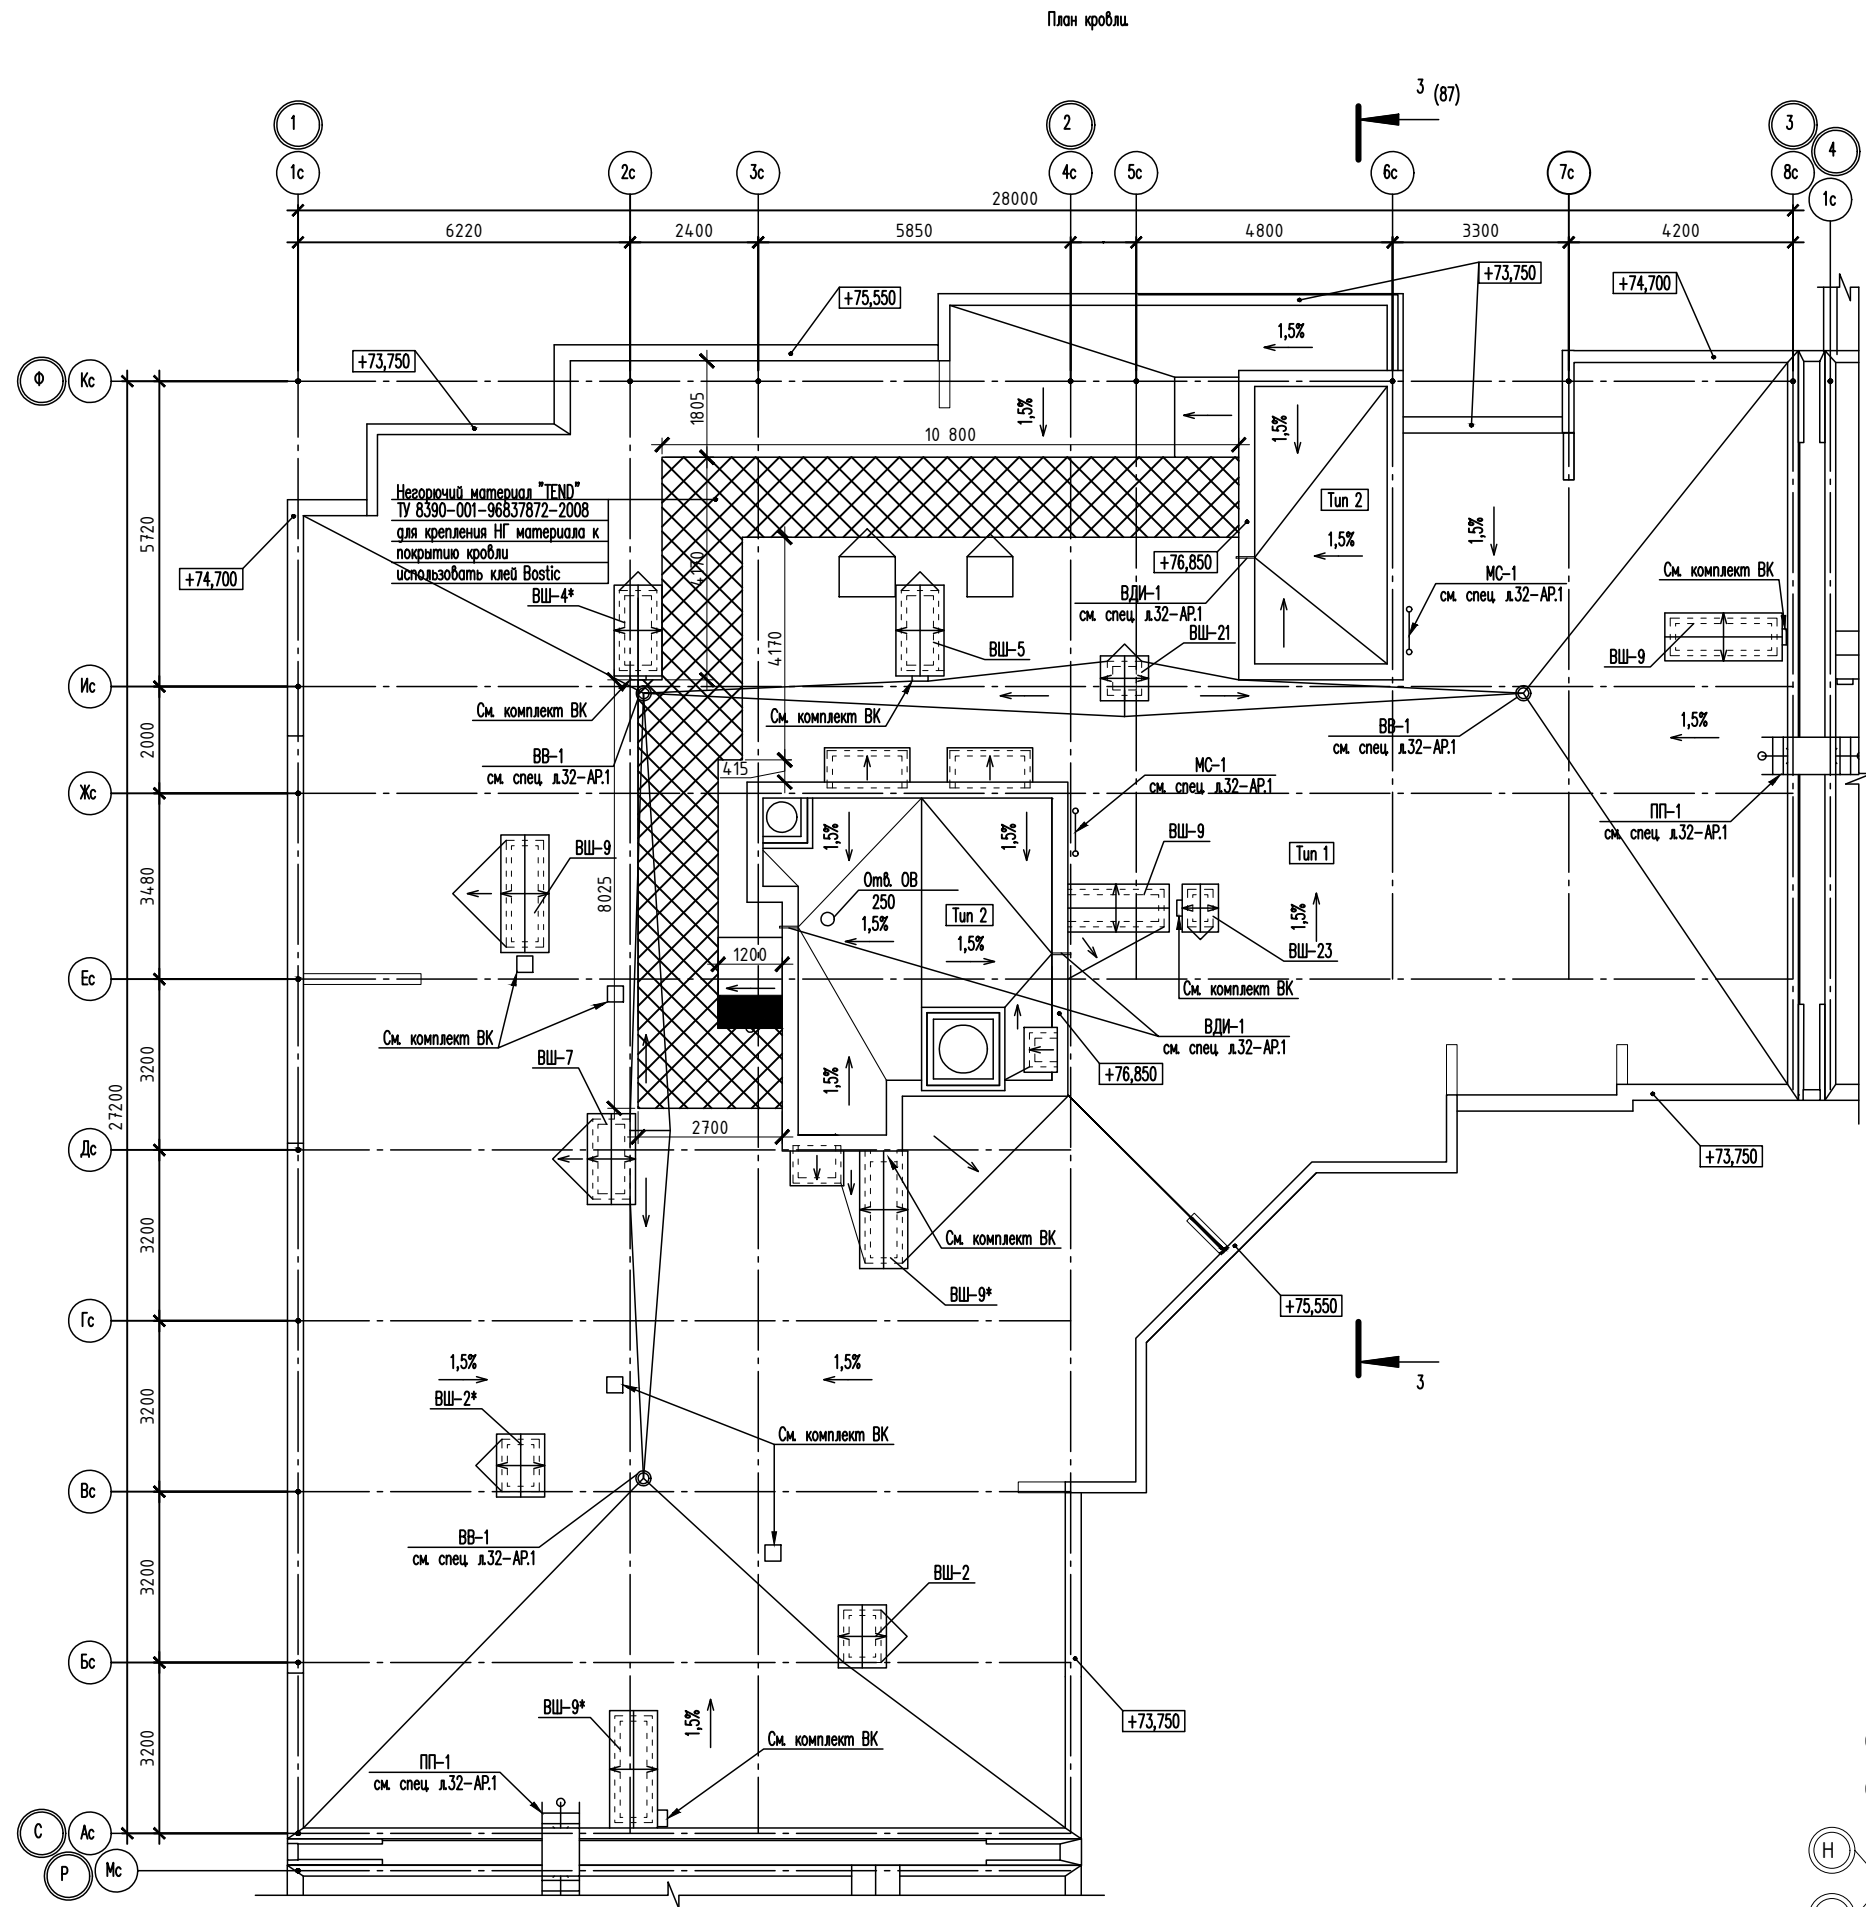 План кровли
3 (87)
1
2
3
4
1с
2с
3с
4с
5с
6с
7с
8с
1с
28000
6220
2400
5850
4800
3300
4200
+73,750
+74,700
+75,550
1,5%
+73,750
Ф
Кс
1805
1,5%
1,5%
10 800
Негорючий материал "TEND"
ТУ 8390-001-96837872-2008
для крепления НГ материала к
покрытию кровли
использовать клей Bostic
Тип 2
1,5%
1,5%
5720
+74,700
4170
+76,850
См. комплект ВК
МС-1
см. спец. л.32-АР.1
ВШ-4*
ВДИ-1
см. спец. л.32-АР.1
ВШ-21
4170
ВШ-5
ВШ-9
Ис
См. комплект ВК
См. комплект ВК
ВВ-1
см. спец. л.32-АР.1
1,5%
2000
ВВ-1
см. спец. л.32-АР.1
415
МС-1
см. спец. л.32-АР.1
Жс
ПП-1
см. спец. л.32-АР.1
1,5%
1,5%
ВШ-9
ВШ-9
Тип 1
3480
8025
Отв. ОВ
250
1,5%
Тип 2
1,5%
1,5%
ВШ-23
1200
Ес
См. комплект ВК
См. комплект ВК
ВДИ-1
см. спец. л.32-АР.1
ВШ-7
3200
1,5%
+76,850
27200
2700
Дс
+73,750
3200
См. комплект ВК
ВШ-9*
+75,550
Гс
1,5%
1,5%
3
3200
ВШ-2*
См. комплект ВК
Вс
ВВ-1
см. спец. л.32-АР.1
3200
ВШ-2
Бс
ВШ-9*
1,5%
+73,750
3200
См. комплект ВК
ПП-1
см. спец. л.32-АР.1
С
Ас
Р
Мс
Н